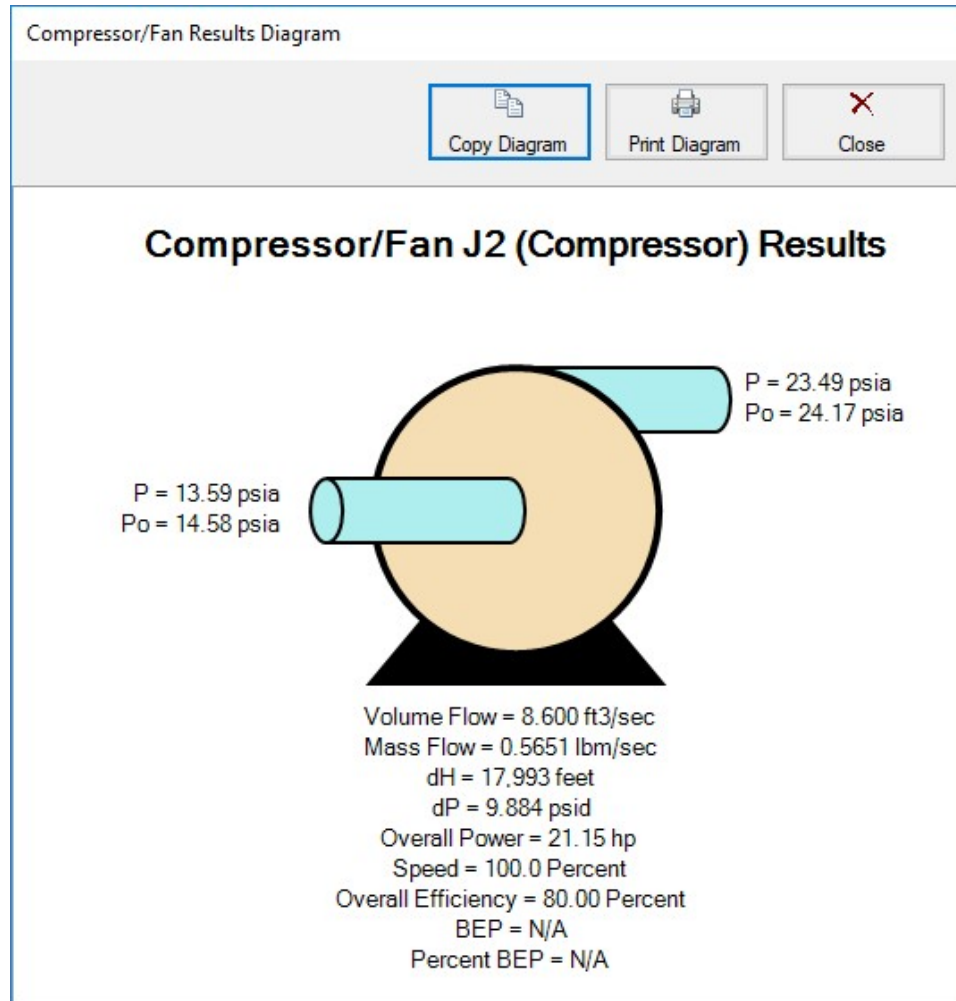 Compressor/Fan Results Diagram
Copy Diagram
Print Diagram
Close
Compressor/Fan J2 (Compressor) Results
P = 23.49 psia
Po = 24.17 psia
P = 13.59 psia
Po = 14.58 psia
Volume Flow = 8.600 ft3/sec
Mass Flow = 0.5651 lbm/sec
dH = 17,993 feet
dP = 9.884 psid
Overall Power = 21.15 hp
Speed = 100.0 Percent
Overall Efficiency = 80.00 Percent
BEP = N/A
Percent BEP = N/A